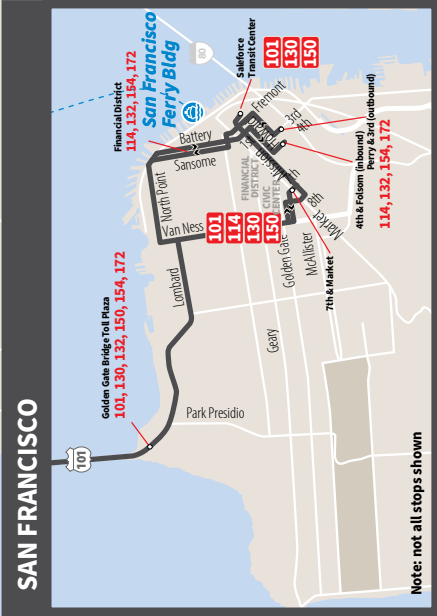 SAN FRANCISCO
101
Golden Gate Bridge Toll Plaza
101, 130, 132, 150, 154, 172
Financial District
114, 132, 154, 172
San Francisco
Ferry Bldg
80
Saleforce
Transit Center
101
130
150
Battery
Sansome
North Point
Van Ness
Lombard
Park Presidio
Geary
101
114
130
150
FINANCIAL
DISTRICT
CIVIC
CENTER
Golden Gate
McAllister
Market
8th
Mission
Fremont
3rd
4th
7th & Market
4th & Folsom (inbound)
Perry & 3rd (outbound)
114, 132, 154, 172
Note: not all stops shown